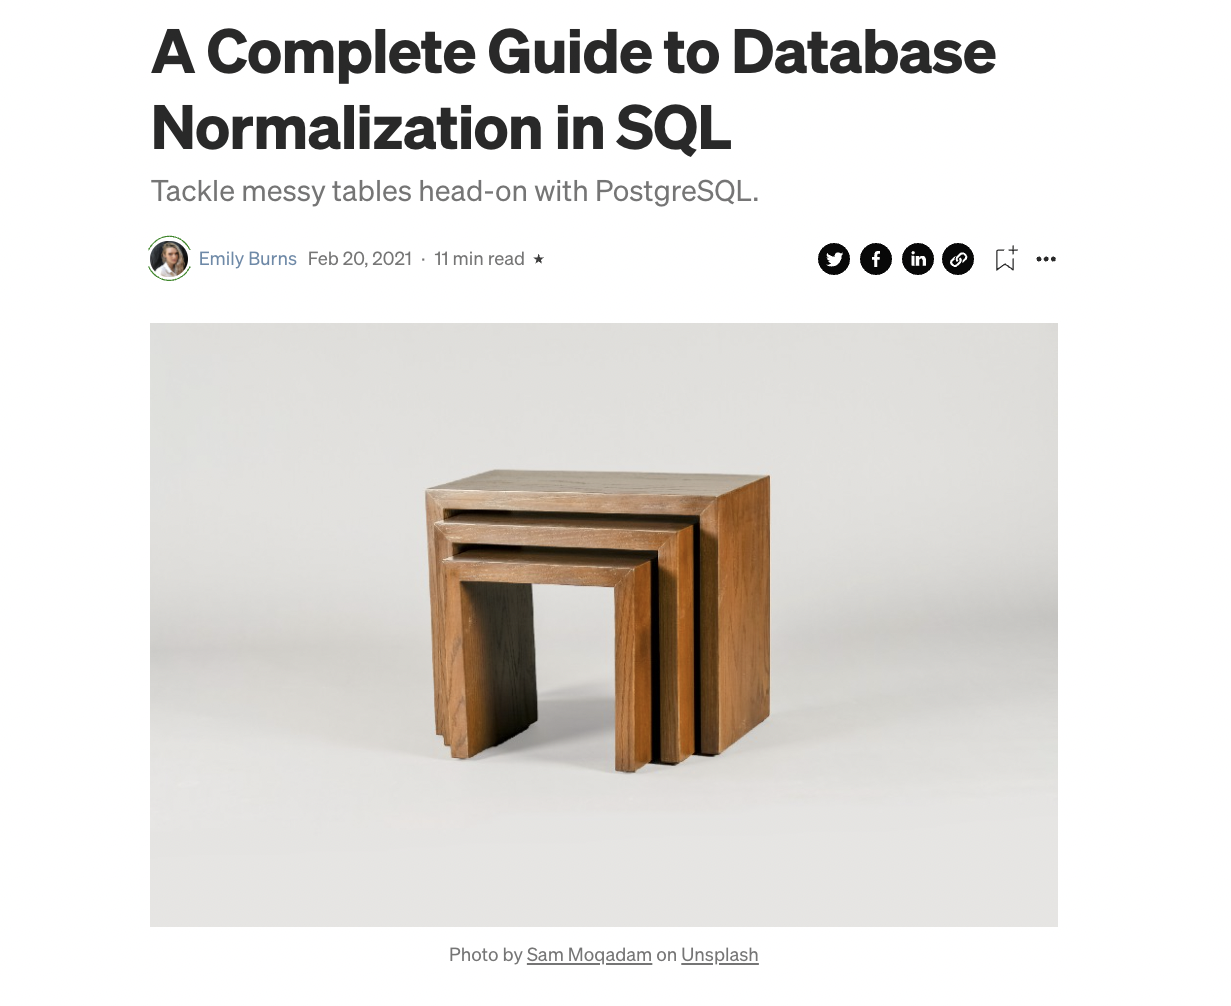 A Complete Guide to Database
Normalization in SQL
Tackle messy tables head-on with PostgreSQL.
Emily Burns Feb 20, 2021 · 11 min read ★
Photo by Sam Moqadam on Unsplash